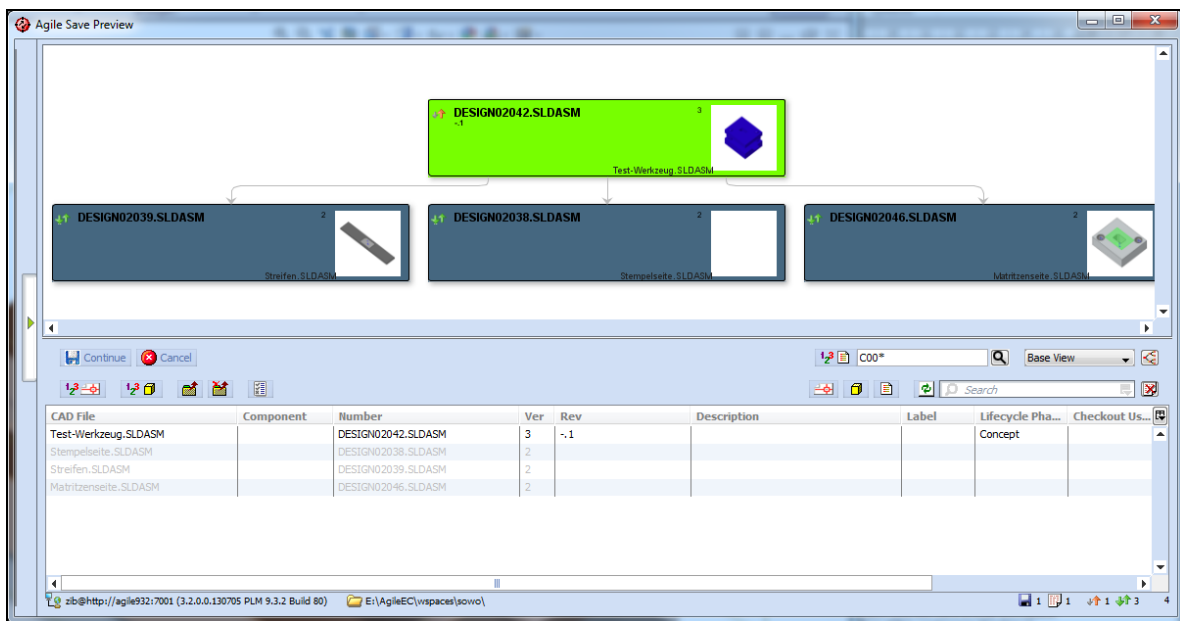 Agile Save Preview
DESIGN02042.SLDASM 3
-.1
Test-Werkzeug.SLDASM
DESIGN02039.SLDASM 2
Streifen.SLDASM
DESIGN02038.SLDASM 2
Stempelseite.SLDASM
DESIGN02046.SLDASM 2
Matritzenseite.SLDASM
Continue Cancel C00* Base View
Search
CAD File Component Number Ver Rev Description Label Lifecycle Pha... Checkout Us...
Test-Werkzeug.SLDASM DESIGN02042.SLDASM 3 -.1 Concept
Stempelseite.SLDASM DESIGN02038.SLDASM 2
Streifen.SLDASM DESIGN02039.SLDASM 2
Matritzenseite.SLDASM DESIGN02046.SLDASM 2
zib@http://agile932:7001 (3.2.0.0.130705 PLM 9.3.2 Build 80) E:\AgileEC\wspaces\sowo\ 1 1 1 3 4